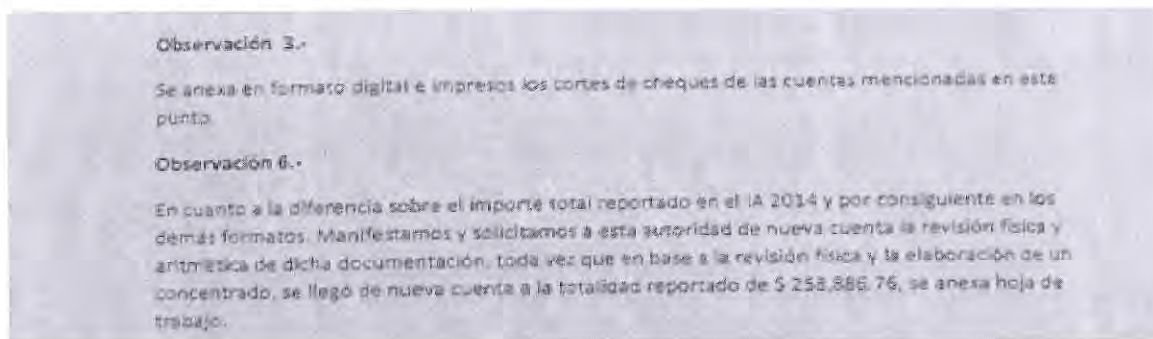 Observación 3.-
Se anexa en formato digital e impresos los cortes de cheques de las cuentas mencionadas en este
punto.
Observación 6.-
En cuanto a la diferencia sobre el importe total reportado en el IA 2014 y por consiguiente en los
demás formatos. Manifestamos y solicitamos a esta autoridad de nueva cuenta la revisión física y
aritmética de dicha documentación, toda vez que en base a la revisión física y la elaboración de un
concentrado, se llegó de nueva cuenta a la totalidad reportado de $ se anexa hoja de
trabajo.